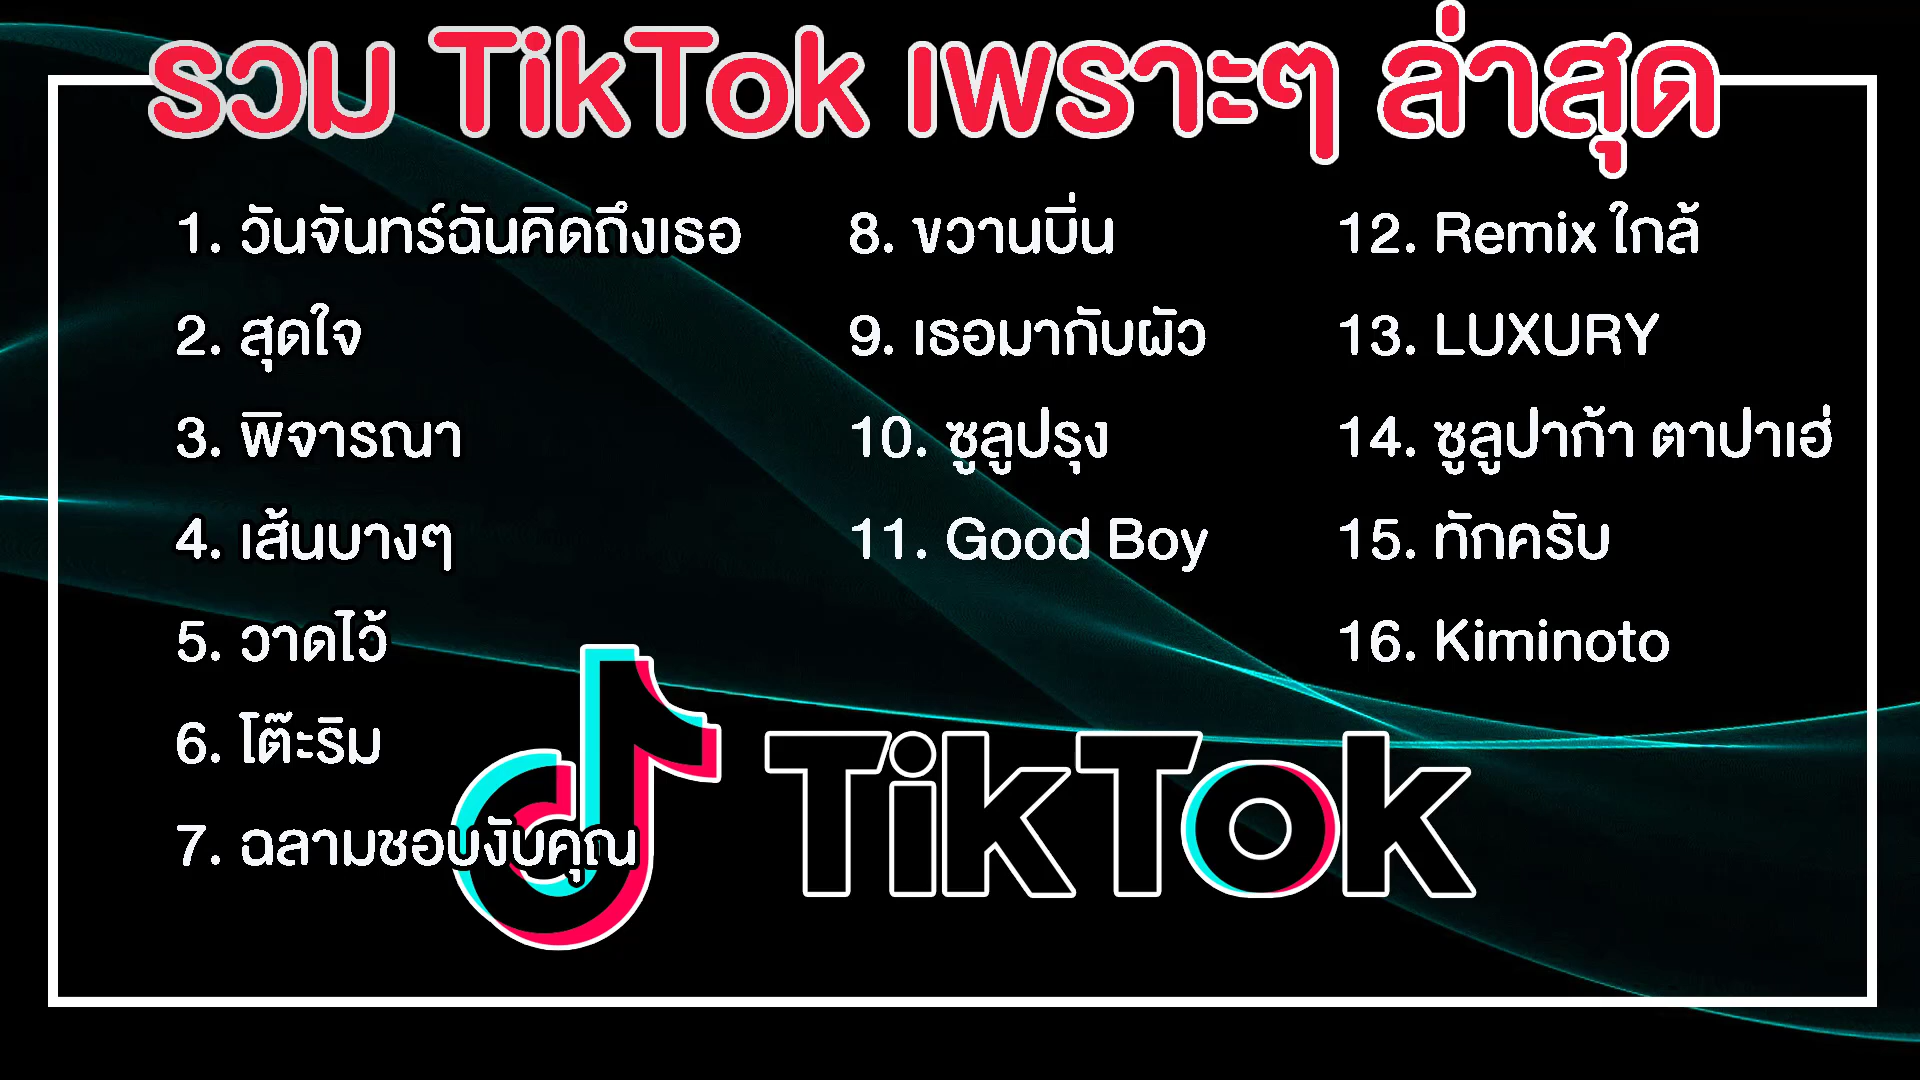 รวม TikTok เพราะๆ ล่าสุด
1. วันจันทร์ฉันคิดถึงเธอ
2. สุดใจ
3. พิจารณา
4. เส้นบางๆ
5. วาดไว้
6. โต๊ะริม
7. ฉลามชอบงับคุณ
8. ขวานบิ่น
9. เธอมากับผัว
10. ซูลูปรุง
11. Good Boy
12. Remix ใกล้
13. LUXURY
14. ซูลูปาก้า ตาปาเฮ่
15. ทักครับ
16. Kiminoto
TikTok